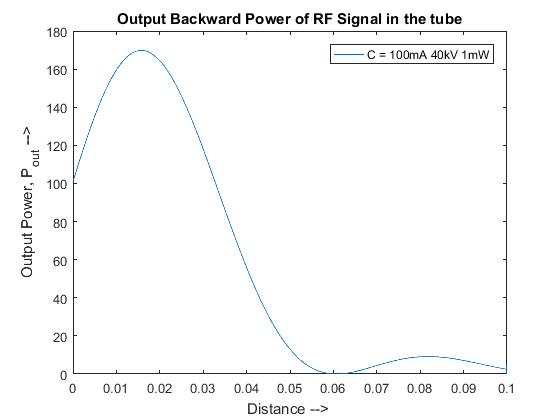 Output Backward Power of RF Signal in the tube
C = 100mA 40kV 1mW
180
160
140
120
100
80
60
40
20
0
Output Power, P_out -->
0 0.01 0.02 0.03 0.04 0.05 0.06 0.07 0.08 0.09 0.1
Distance -->